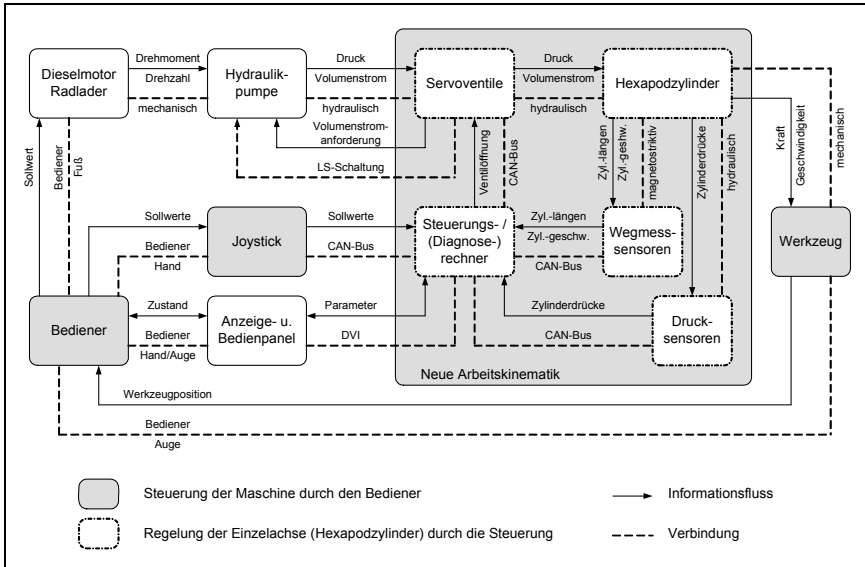 Dieselmotor
Radlader
Drehmoment
Drehzahl
mechanisch
Hydraulik-
pumpe
Druck
Volumenstrom
hydraulisch
Servoventile
Druck
Volumenstrom
hydraulisch
Hexapodzylinder
Volumenstrom-
anforderung
LS-Schaltung
Sollwert
Bediener
Fuß
Ventilöffnung
CAN-Bus
Zyl.-längen
Zyl.-geshw.
magnetostriktiv
Zylinderdrücke
hydraulisch
Kraft
Geschwindigkeit
mechanisch
Sollwerte
Bediener
Hand
Joystick
Sollwerte
CAN-Bus
Steuerungs- /
(Diagnose-)
rechner
Zyl.-längen
Zyl.-geschw.
CAN-Bus
Wegmess-
sensoren
Werkzeug
Bediener
Zustand
Bediener
Hand/Auge
Anzeige- u.
Bedienpanel
Parameter
DVI
Zylinderdrücke
CAN-Bus
Druck-
sensoren
Neue Arbeitskinematik
Werkzeugposition
Bediener
Auge
Steuerung der Maschine durch den Bediener
Informationsfluss
Regelung der Einzelachse (Hexapodzylinder) durch die Steuerung
Verbindung